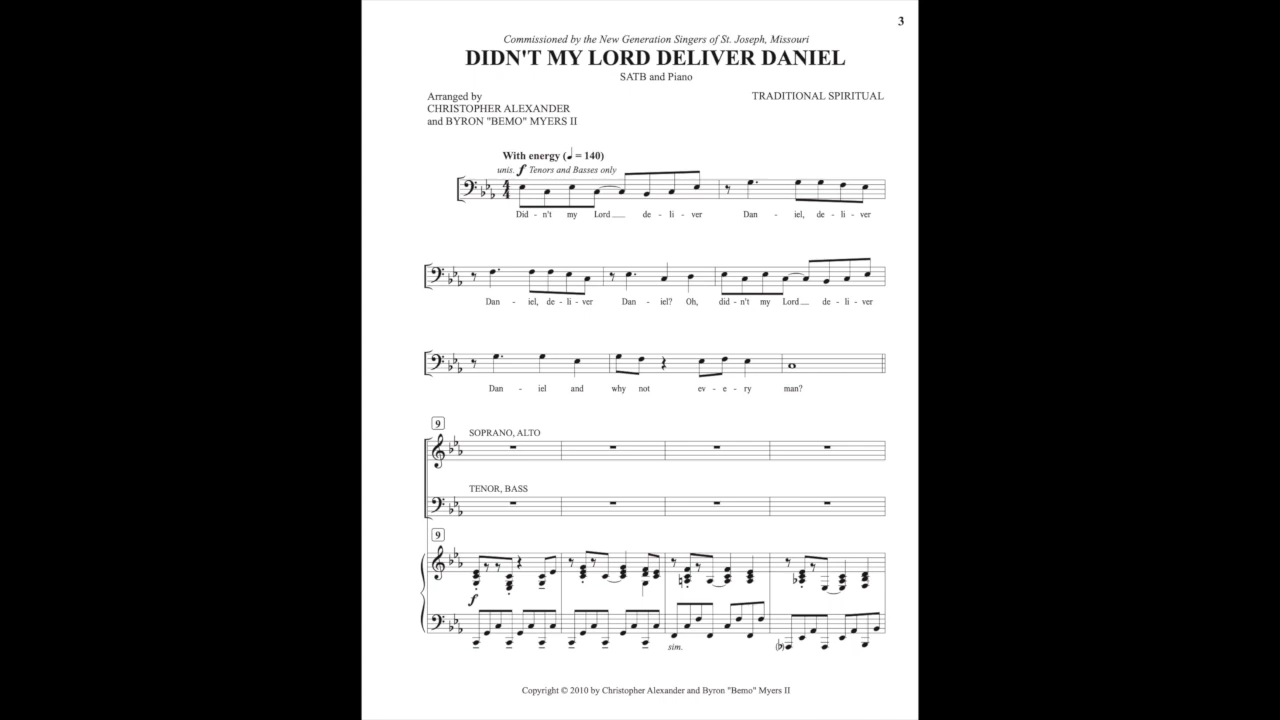 3
Commissioned by the New Generation Singers of St. Joseph, Missouri
DIDN'T MY LORD DELIVER DANIEL
SATB and Piano
Arranged by
CHRISTOPHER ALEXANDER
and BYRON "BEMO" MYERS II
TRADITIONAL SPIRITUAL
With energy (♩ = 140)
unis. f Tenors and Basses only
4
4
Did - n't my Lord de - li - ver Dan - iel, de - li - ver
Dan - iel, de - li - ver Dan - iel? Oh, did - n't my Lord de - li - ver
Dan - iel and why not ev - e - ry man?
9
SOPRANO, ALTO
TENOR, BASS
9
f
sim.
Copyright © 2010 by Christopher Alexander and Byron "Bemo" Myers II